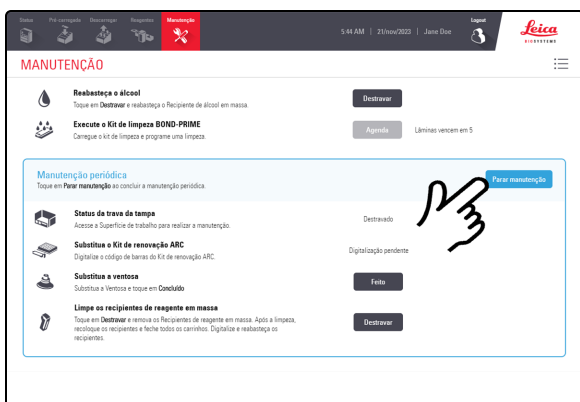 Status Pré-carregada Descarregar Reagentes Manutenção 5:44 AM | 21/nov/2023 | Jane Doe Logout
Leica
BIOSYSTEMS
MANUTENÇÃO
Reabasteça o álcool
Toque em Destravar e reabasteça o Recipiente de álcool em massa.
Destravar
Execute o Kit de limpeza BOND-PRIME
Carregue o kit de limpeza e programe uma limpeza.
Agenda
Lâminas vencem em 5
Manutenção periódica
Toque em Parar manutenção ao concluir a manutenção periódica.
Parar manutenção
Status da trava da tampa
Acesse a Superfície de trabalho para realizar a manutenção.
Destravado
Substitua o Kit de renovação ARC
Digitalize o código de barras do Kit de renovação ARC.
Digitalização pendente
Substitua a ventosa
Substitua a Ventosa e toque em Concluído
Feito
Limpe os recipientes de reagente em massa
Toque em Destravar e remova os Recipientes de reagente em massa. Após a limpeza,
recoloque os recipientes e feche todos os carrinhos. Digitalize e reabasteça os
recipientes.
Destravar